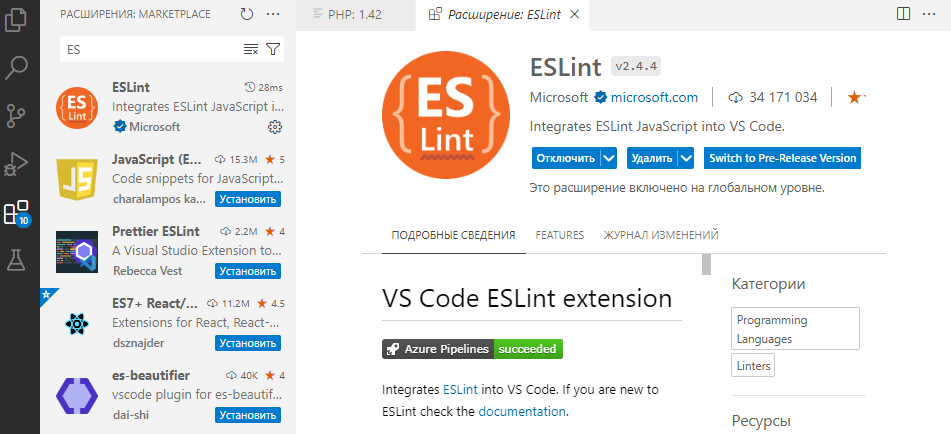 РАСШИРЕНИЯ: MARKETPLACE
ES
ESLint 28ms
Integrates ESLint JavaScript i...
Microsoft
JavaScript (E... 15.3M 5
Code snippets for JavaScript...
charalampos ka... Установить
Prettier ESLint 2.2M 4
A Visual Studio Extension to...
Rebecca Vest Установить
ES7+ React/... 11.2M 4.5
Extensions for React, React-...
dsznajder Установить
es-beautifier 40K 4
vscode plugin for es-beautif...
dai-shi Установить
10
PHP: 1.42 Расширение: ESLint
ES
Lint
JS
ESLint v2.4.4
Microsoft microsoft.com 34 171 034
Integrates ESLint JavaScript into VS Code.
Отключить Удалить Switch to Pre-Release Version
Это расширение включено на глобальном уровне.
ПОДРОБНЫЕ СВЕДЕНИЯ FEATURES ЖУРНАЛ ИЗМЕНЕНИЙ
VS Code ESLint extension
Azure Pipelines succeeded
Integrates ESLint into VS Code. If you are new to
ESLint check the documentation.
Категории
Programming
Languages
Linters
Ресурсы